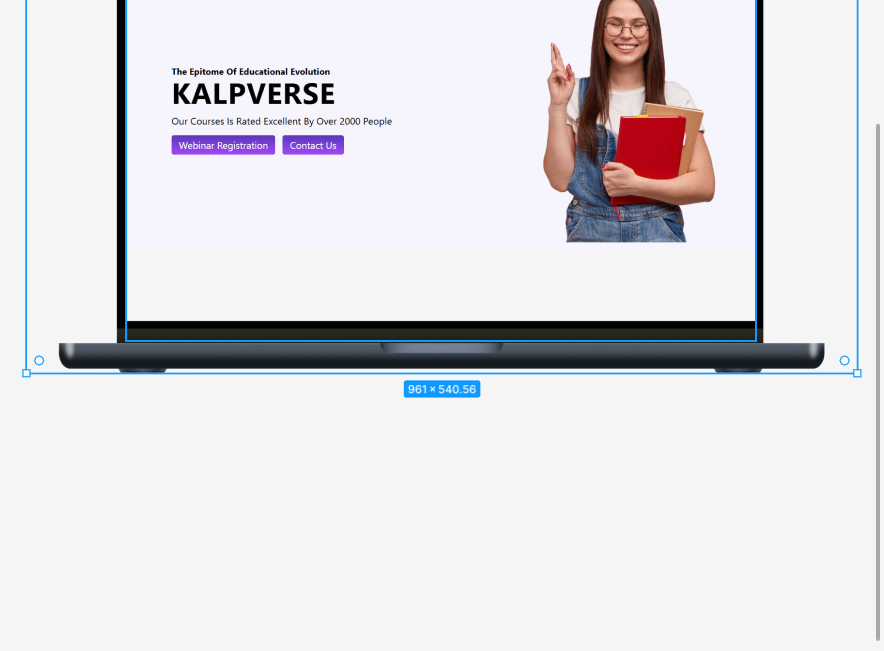 The Epitome Of Educational Evolution
KALPVERSE
Our Courses Is Rated Excellent By Over 2000 People
Webinar Registration Contact Us
961 × 540.56